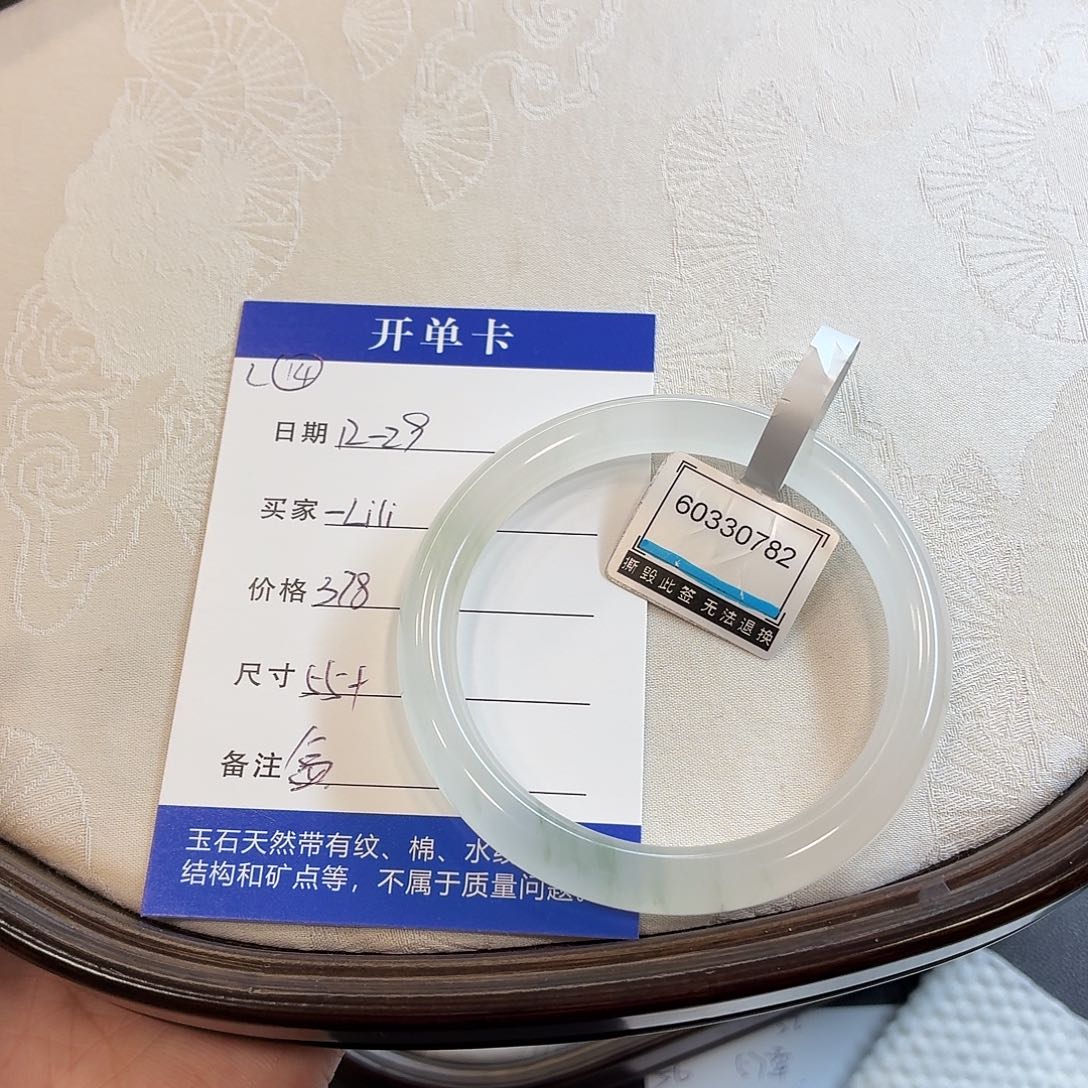 开单卡
L 14
日期 12-29
买家 -Lili
价格 378
尺寸 55+
备注
玉石天然带有纹、棉、水
结构和矿点等，不属于质量问题。
60330782
撕毁此签 无法退换